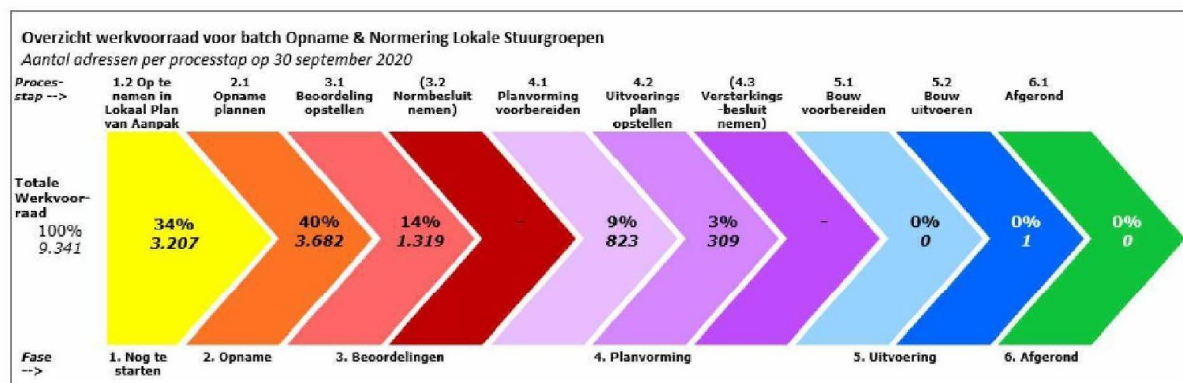 Overzicht werkvoorraad voor batch Opname & Normering Lokale Stuurgroepen
Aantal adressen per processtap op 30 september 2020
Proces-
stap -->
1.2 Op te
nemen in
Lokaal Plan
van Aanpak
2.1
Opname
plannen
3.1
Beoordeling
opstellen
(3.2
Normbesluit
nemen)
4.1
Planvorming
voorbereiden
4.2
Uitvoerings
plan
opstellen
(4.3
Versterkings
-besluit
nemen)
5.1
Bouw
voorbereiden
5.2
Bouw
uitvoeren
6.1
Afgerond
Totale
Werkvoor-
raad
100%
9.341
34%
3.207
40%
3.682
14%
1.319
-
9%
823
3%
309
-
0%
0
0%
1
0%
0
Fase
-->
1. Nog te
starten
2. Opname
3. Beoordelingen
4. Planvorming
5. Uitvoering
6. Afgerond